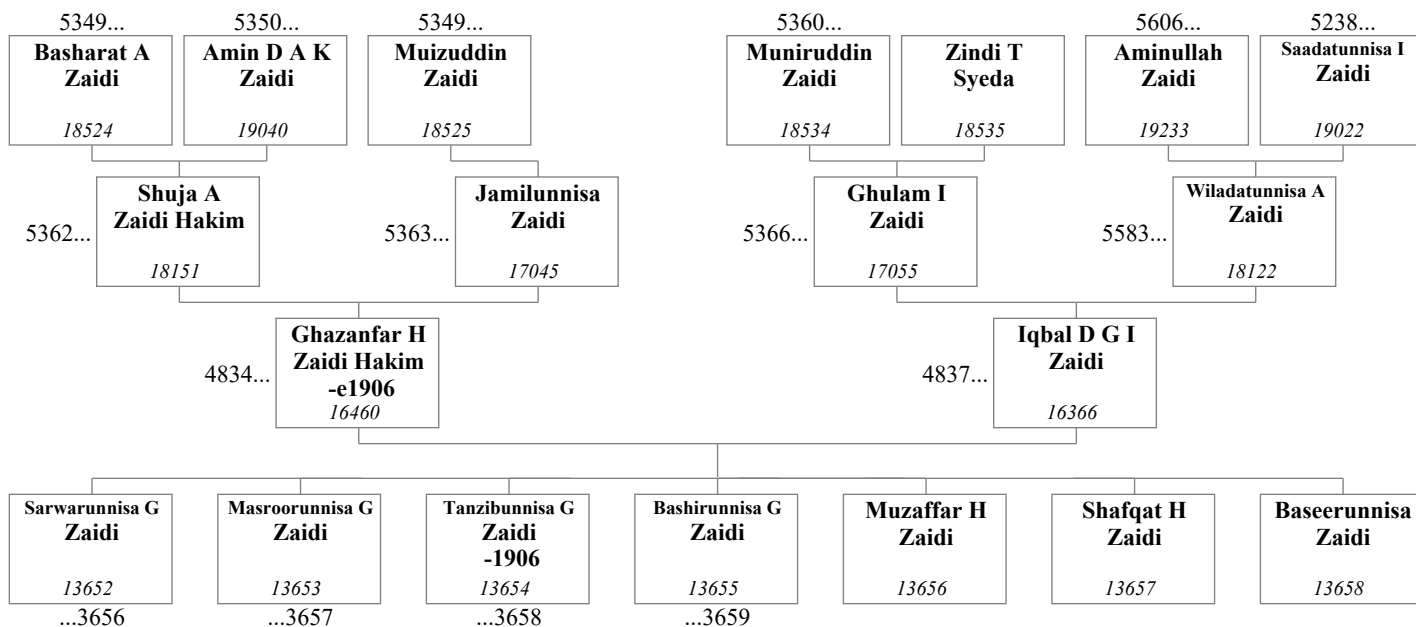 5349...
5350...
5349...
5360...
5606...
5238...
Basharat A
Zaidi
18524
Amin D A K
Zaidi
19040
Muizuddin
Zaidi
18525
Muniruddin
Zaidi
18534
Zindi T
Syeda
18535
Aminullah
Zaidi
19233
Saadatunnisa I
Zaidi
19022
5362...
Shuja A
Zaidi Hakim
18151
5363...
Jamilunnisa
Zaidi
17045
5366...
Ghulam I
Zaidi
17055
5583...
Wiladatunnisa A
Zaidi
18122
4834...
Ghazanfar H
Zaidi Hakim
-e1906
16460
4837...
Iqbal D G I
Zaidi
16366
Sarwarunnisa G
Zaidi
13652
...3656
Masroorunnisa G
Zaidi
13653
...3657
Tanzibunnisa G
Zaidi
-1906
13654
...3658
Bashirunnisa G
Zaidi
13655
...3659
Muzaffar H
Zaidi
13656
Shafqat H
Zaidi
13657
Baseerunnisa
Zaidi
13658